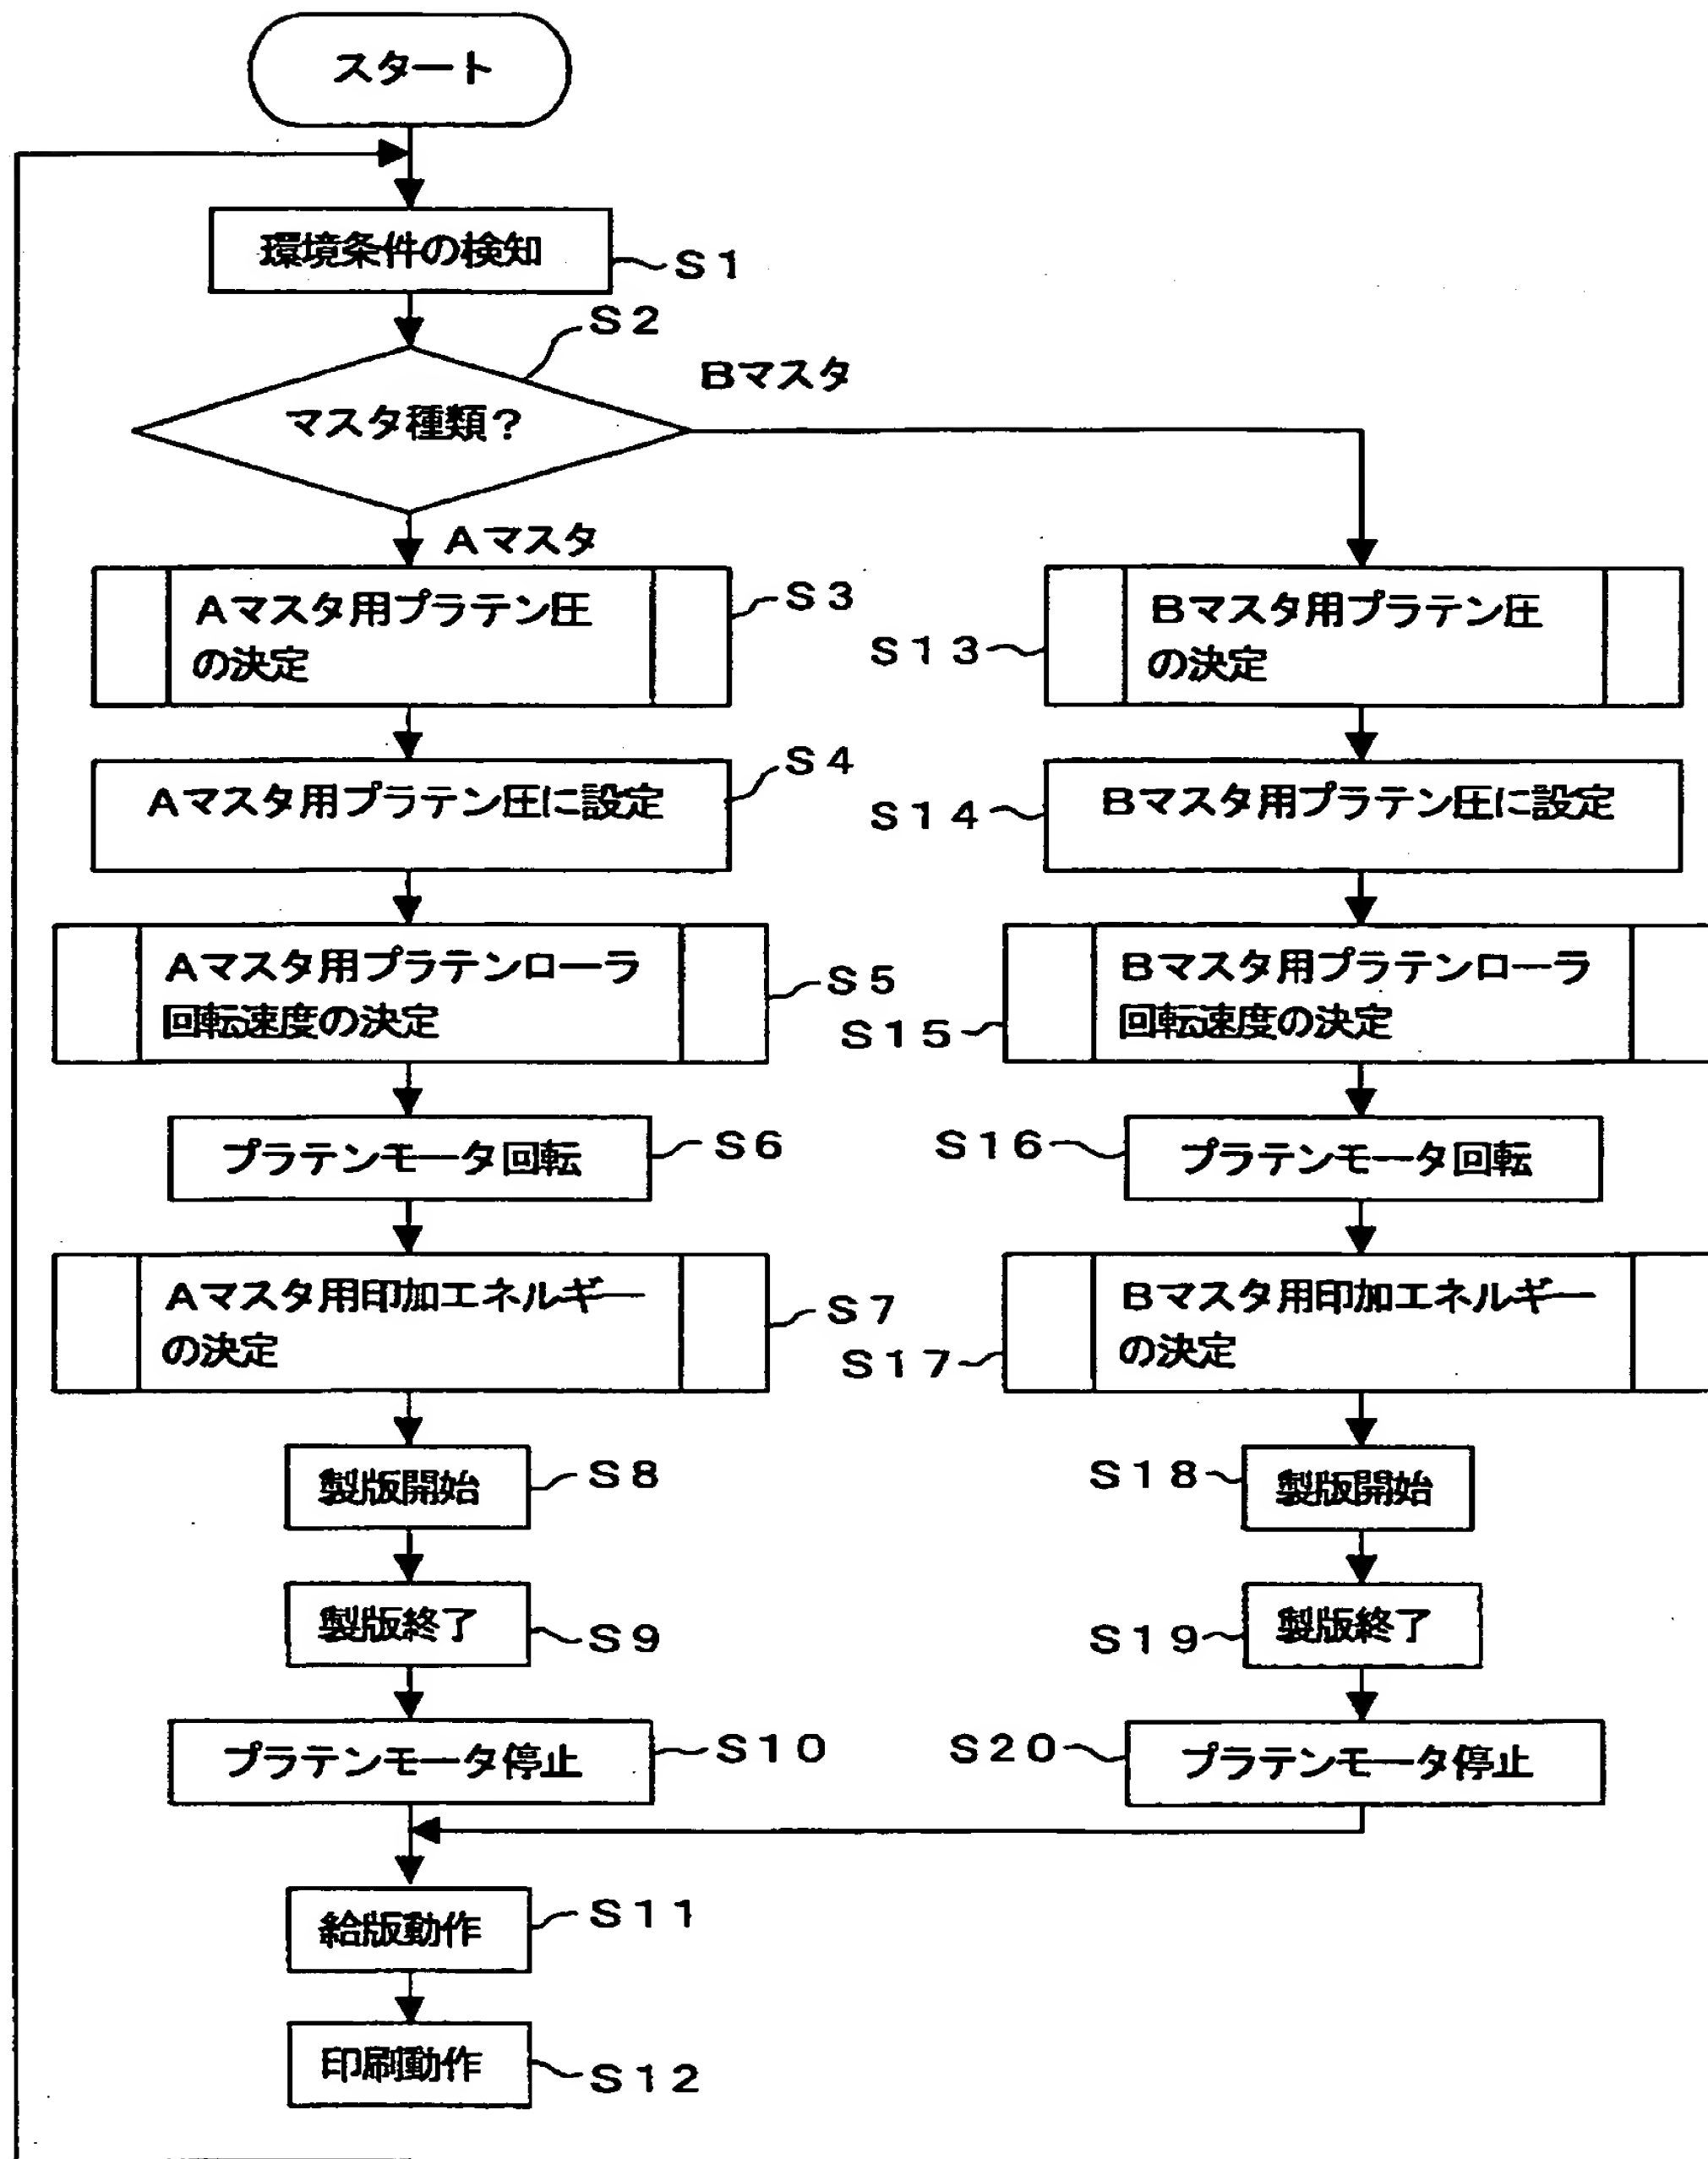 スタート
環境条件の検知
S1
S2
マスタ種類？
Bマスタ
Aマスタ
Aマスタ用プラテン圧
の決定
S3
S13
Bマスタ用プラテン圧
の決定
Aマスタ用プラテン圧に設定
S4
S14
Bマスタ用プラテン圧に設定
Aマスタ用プラテンローラ
回転速度の決定
S5
S15
Bマスタ用プラテンローラ
回転速度の決定
プラテンモータ回転
S6
S16
プラテンモータ回転
Aマスタ用印加エネルギー
の決定
S7
S17
Bマスタ用印加エネルギー
の決定
製版開始
S8
S18
製版開始
製版終了
S9
S19
製版終了
プラテンモータ停止
S10
S20
プラテンモータ停止
給版動作
S11
印刷動作
S12